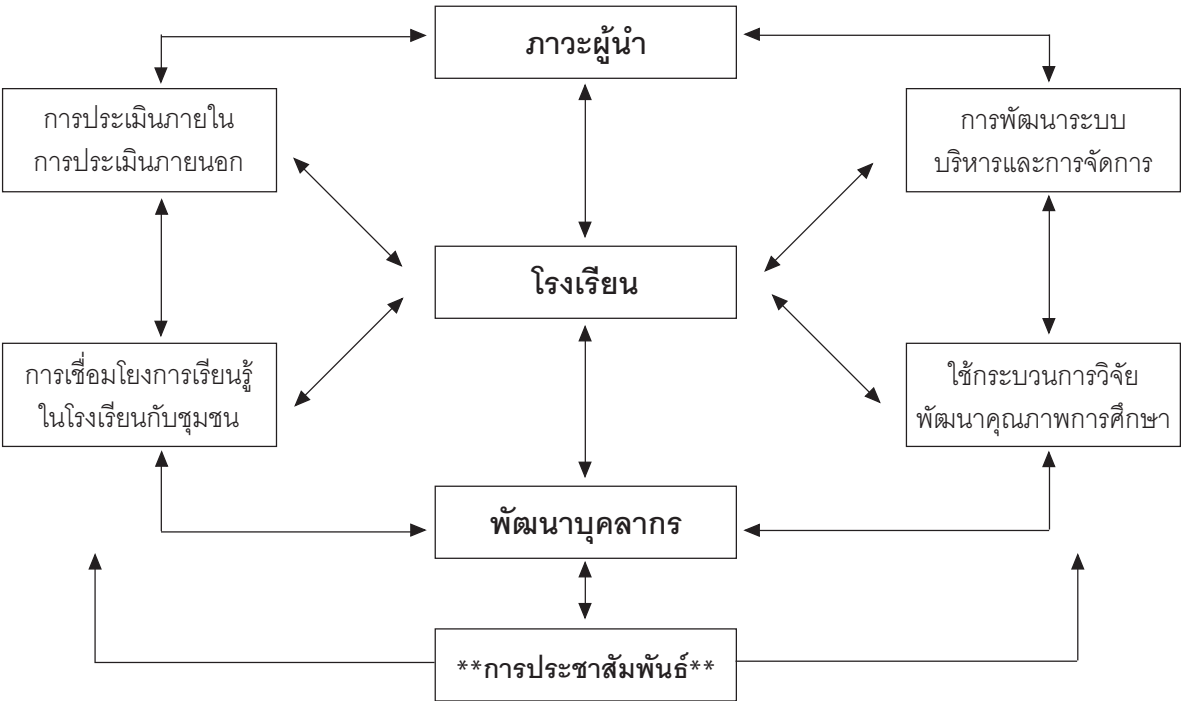 ภาวะผู้นำ
การประเมินภายใน
การประเมินภายนอก
การพัฒนาระบบ
บริหารและการจัดการ
โรงเรียน
การเชื่อมโยงการเรียนรู้
ในโรงเรียนกับชุมชน
ใช้กระบวนการวิจัย
พัฒนาคุณภาพการศึกษา
พัฒนาบุคลากร
**การประชาสัมพันธ์**